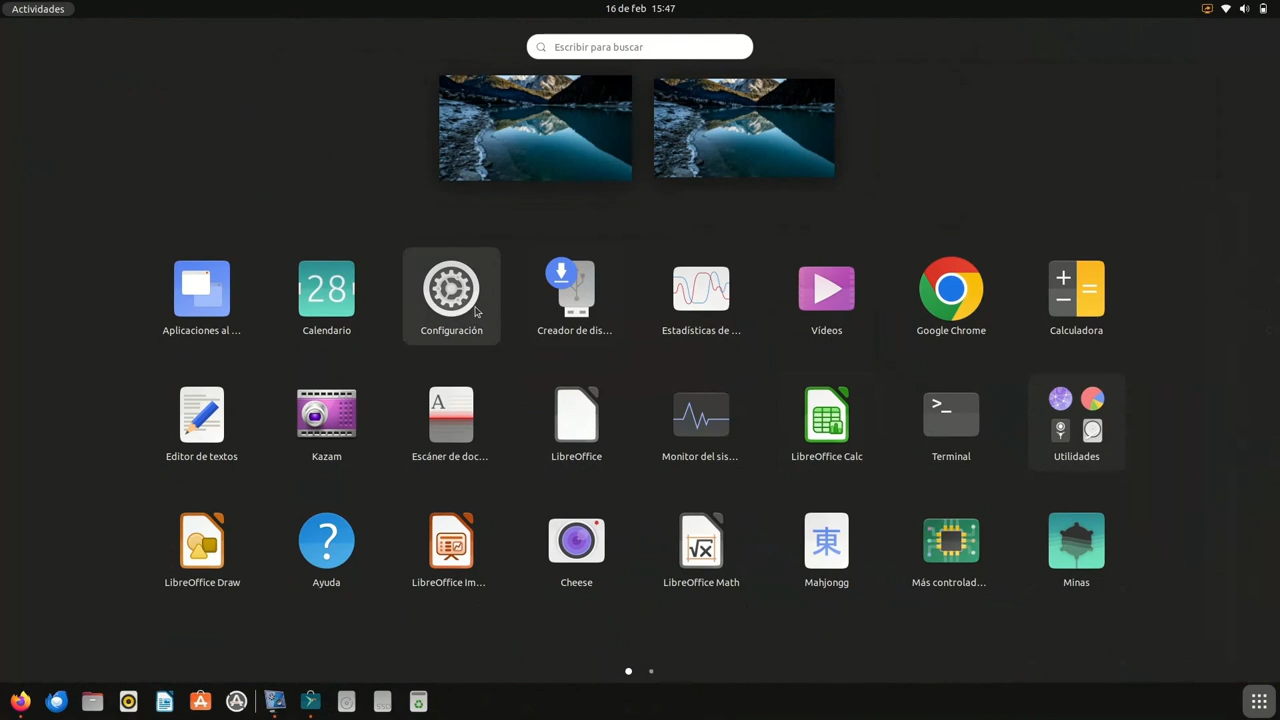 Actividades
16 de feb 15:47
Escribir para buscar
Aplicaciones al ...
Calendario
Configuración
Creador de dis...
Estadísticas de ...
Vídeos
Google Chrome
Calculadora
Editor de textos
Kazam
Escáner de doc...
LibreOffice
Monitor del sis...
LibreOffice Calc
Terminal
Utilidades
LibreOffice Draw
Ayuda
LibreOffice Im...
Cheese
LibreOffice Math
Mahjongg
Más controlad...
Minas
28
A
>_
?
√x
東
SSD